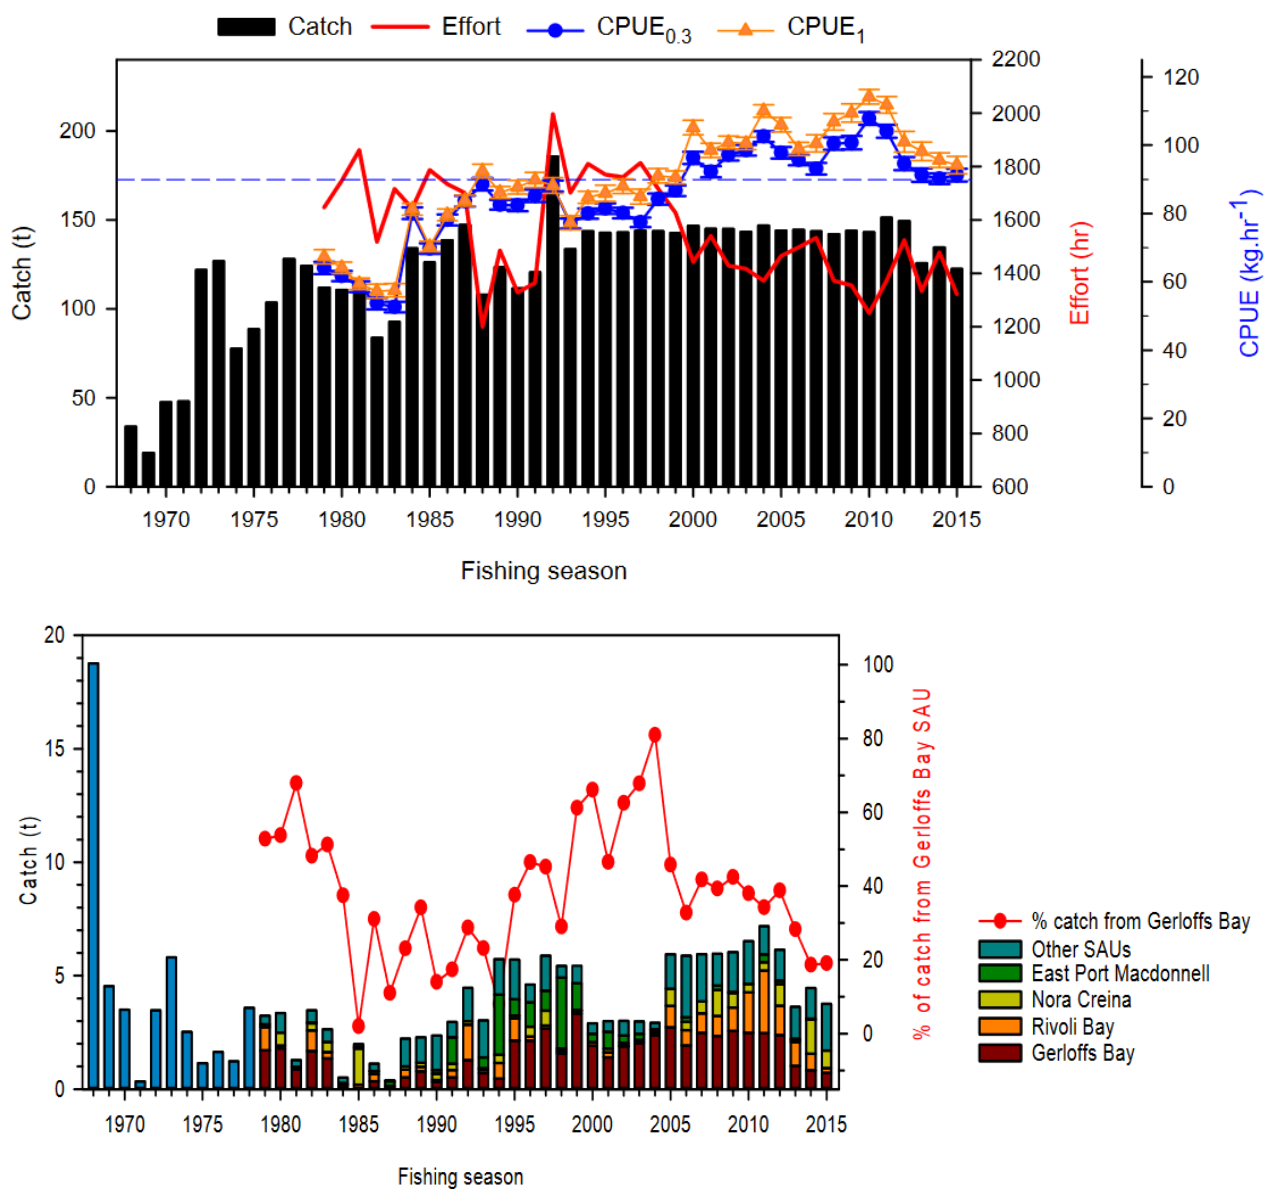 Catch Effort CPUE0.3 CPUE1
200
150
100
50
0
Catch (t)
2200
2000
1800
1600
1400
1200
1000
800
600
Effort (hr)
120
100
80
60
40
20
0
CPUE (kg.hr-1)
1970 1975 1980 1985 1990 1995 2000 2005 2010 2015
Fishing season
20
15
10
5
0
Catch (t)
100
80
60
40
20
0
% of catch from Gerloffs Bay SAU
1970 1975 1980 1985 1990 1995 2000 2005 2010 2015
Fishing season
% catch from Gerloffs Bay
Other SAUs
East Port Macdonnell
Nora Creina
Rivoli Bay
Gerloffs Bay